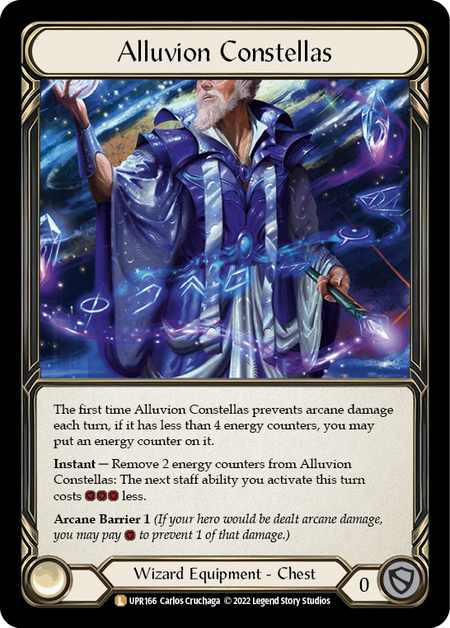 Alluvion Constellas
The first time Alluvion Constellas prevents arcane damage
each turn, if it has less than 4 energy counters, you may
put an energy counter on it.
Instant — Remove 2 energy counters from Alluvion
Constellas: The next staff ability you activate this turn
costs less.
Arcane Barrier 1 (If your hero would be dealt arcane damage,
you may pay to prevent 1 of that damage.)
Wizard Equipment - Chest
0
L UPR166 Carlos Cruchaga © 2022 Legend Story Studios